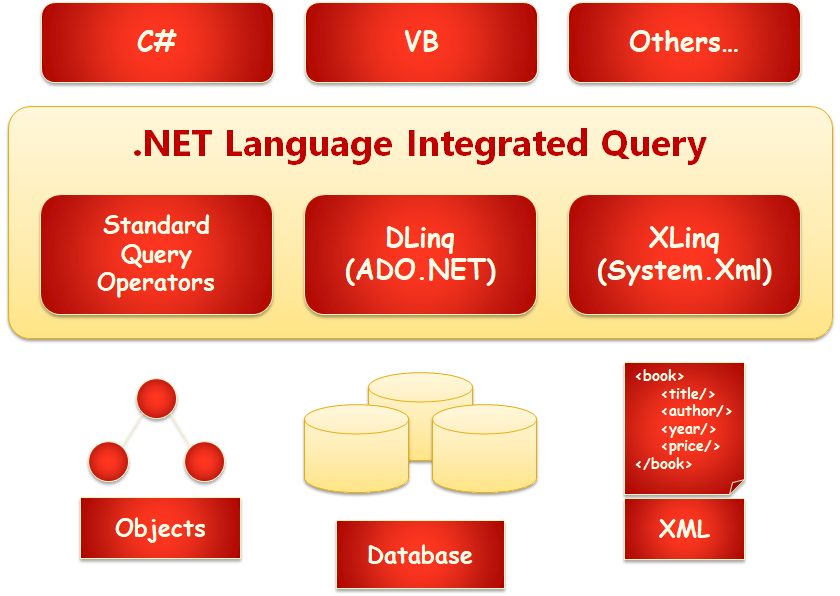 C#
VB
Others...
.NET Language Integrated Query
Standard
Query
Operators
DLinq
(ADO.NET)
XLinq
(System.Xml)
<book>
<title/>
<author/>
<year/>
<price/>
</book>
Objects
Database
XML